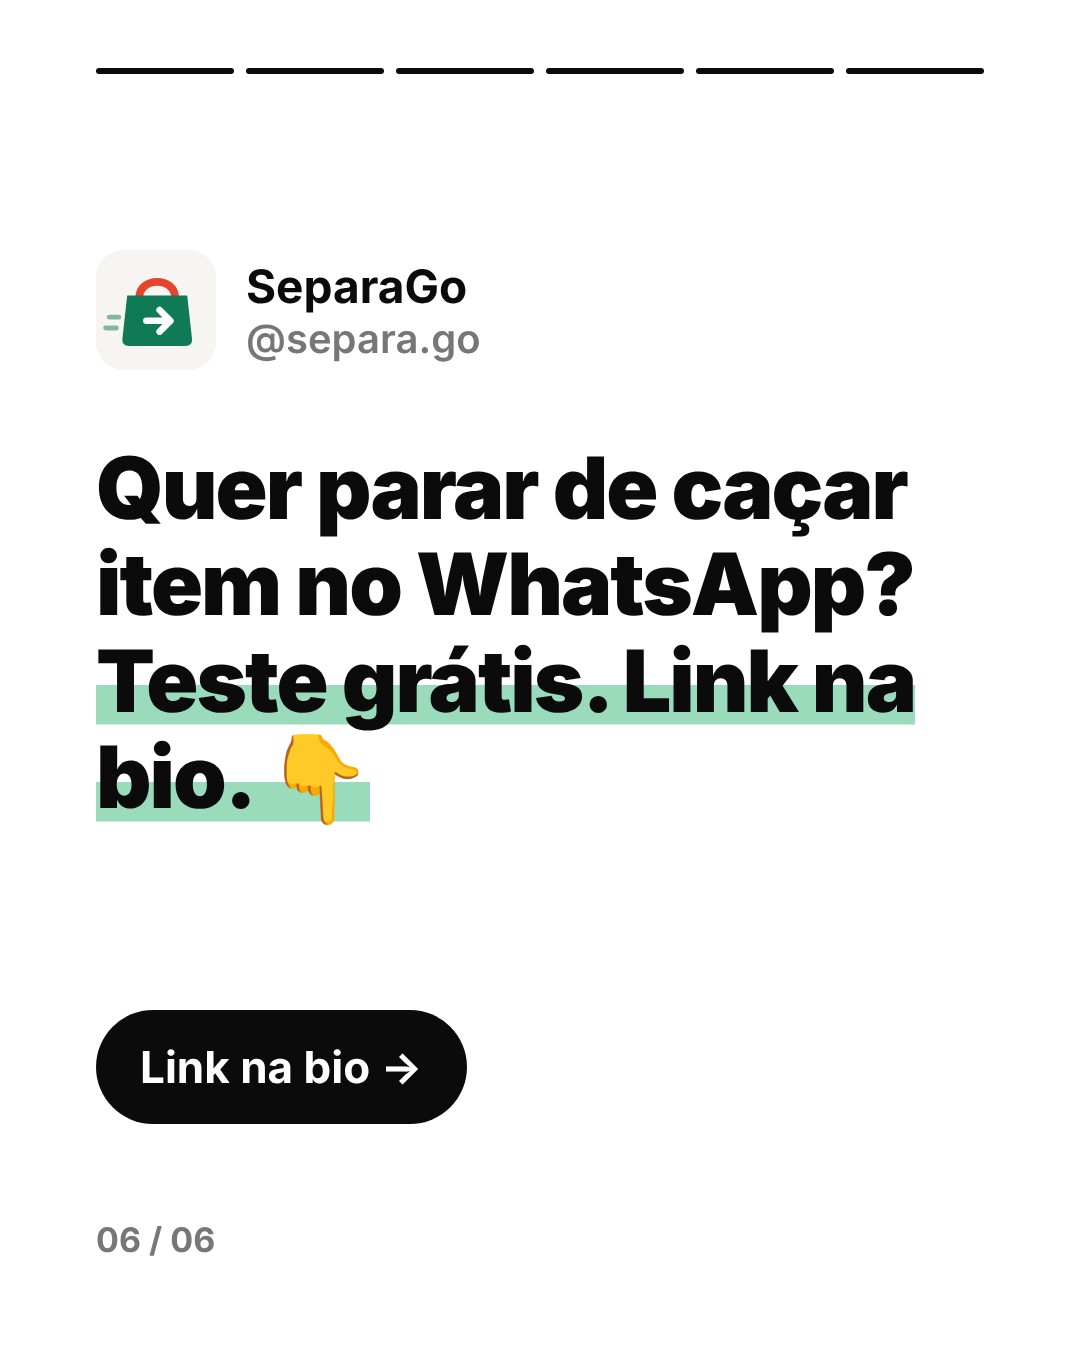 SeparaGo
@separa.go
Quer parar de caçar
item no WhatsApp?
Teste grátis. Link na
bio. 👇
Link na bio →
06 / 06